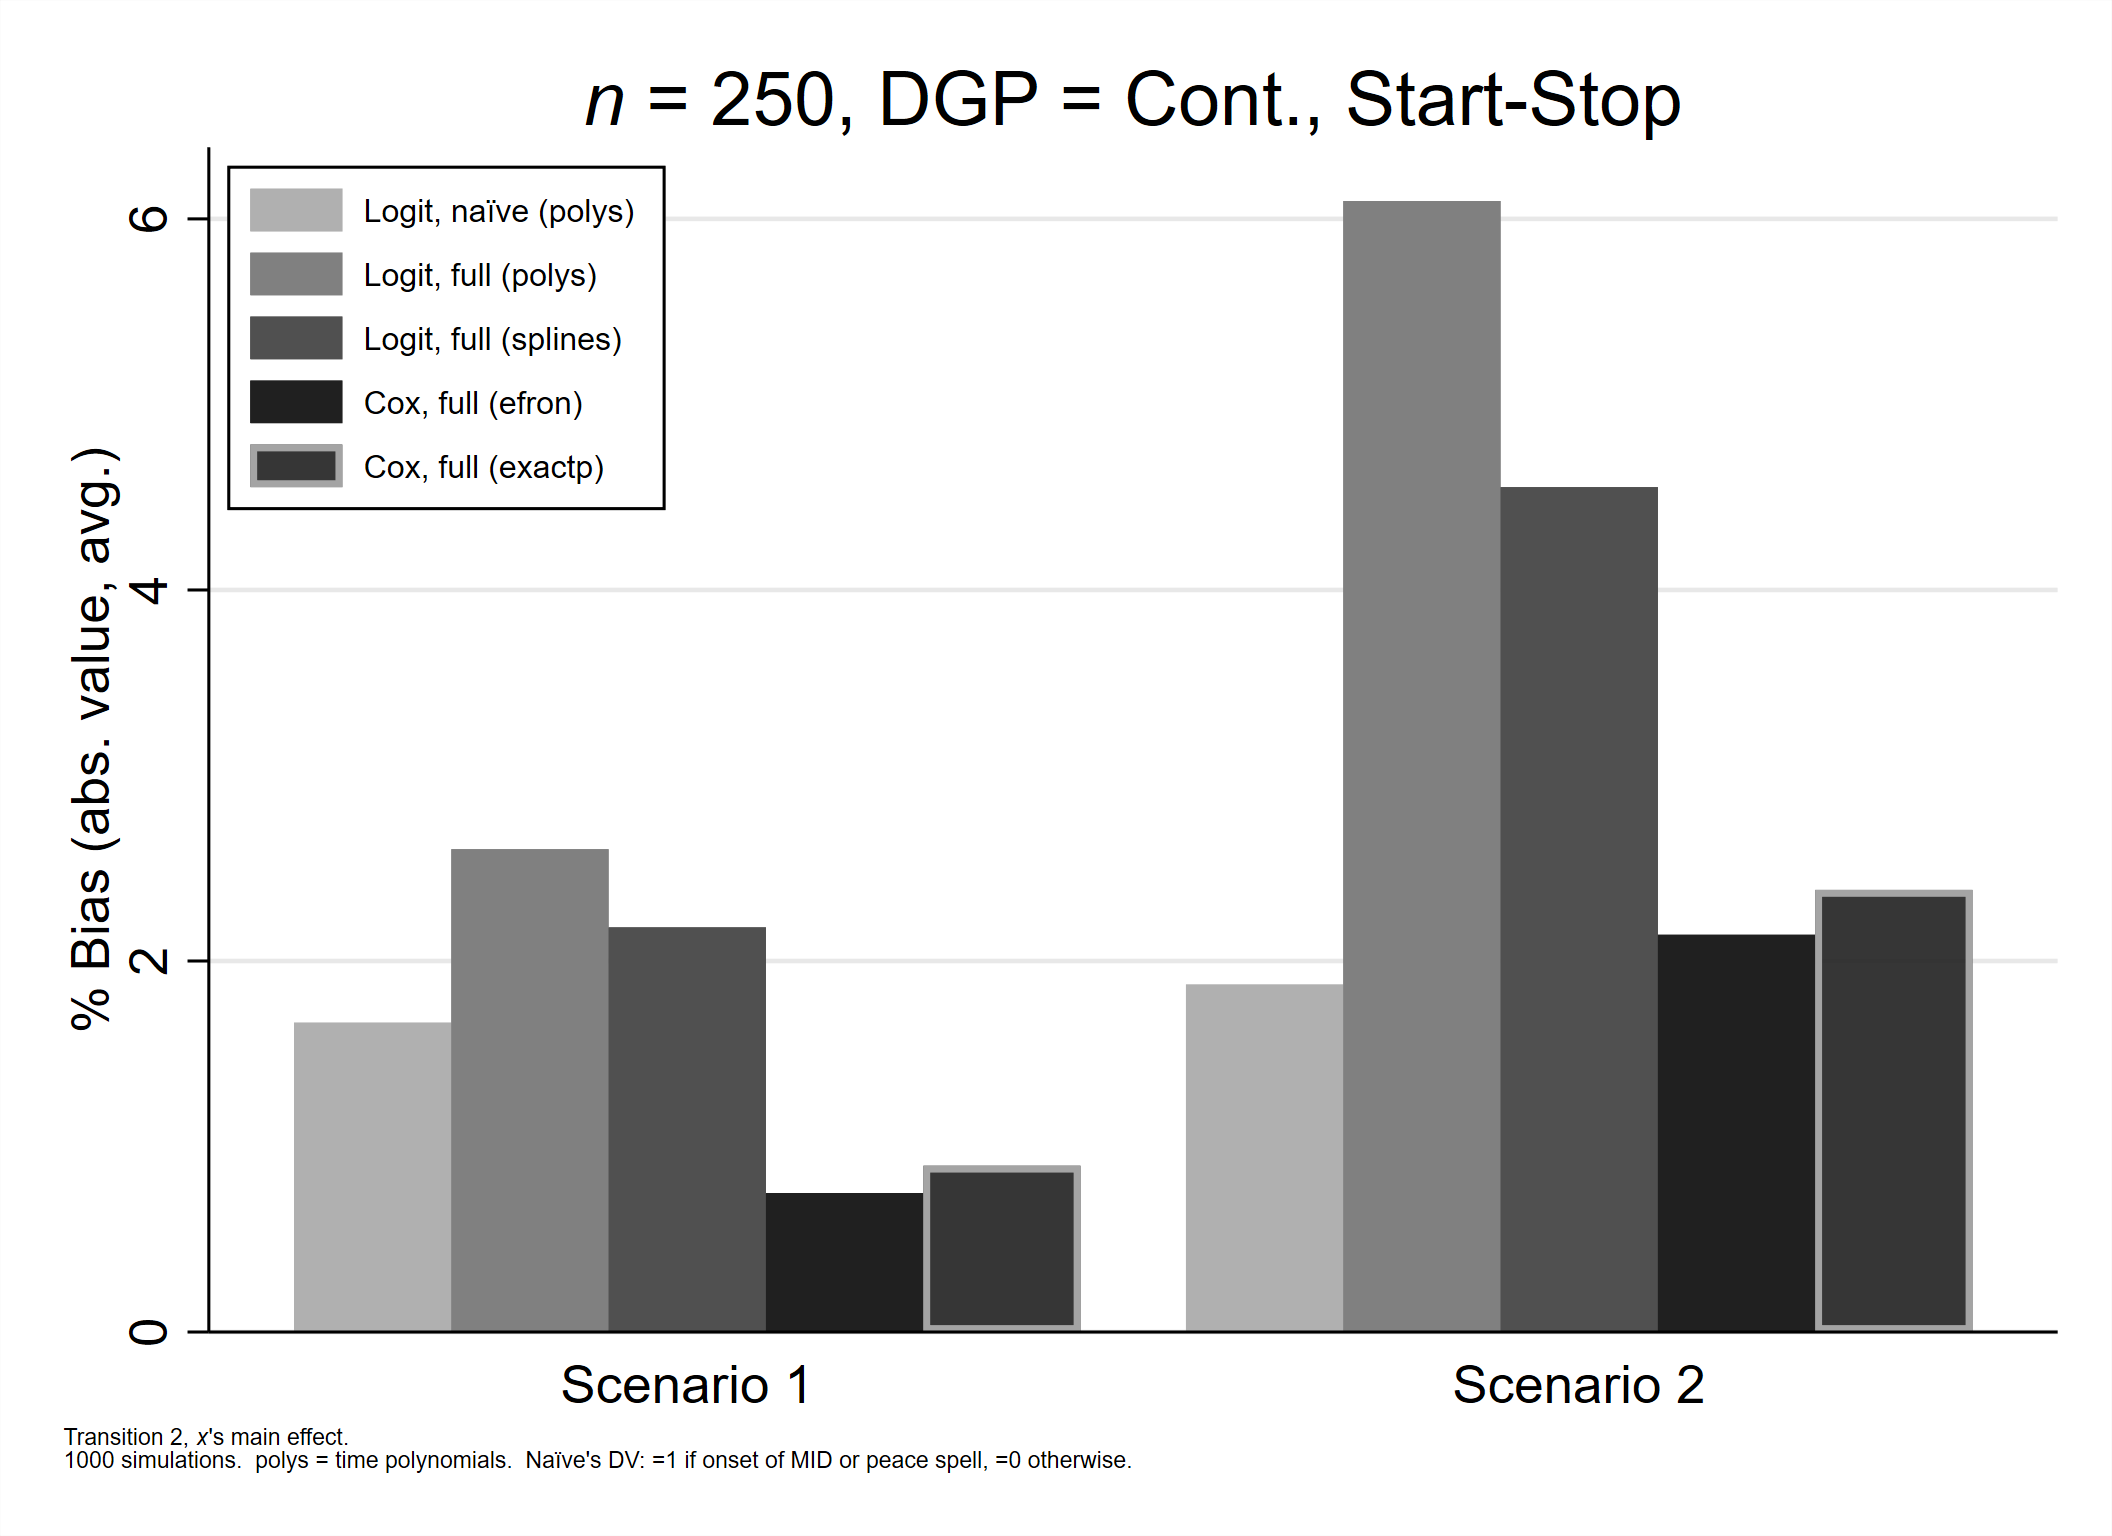 n = 250, DGP = Cont., Start-Stop
Logit, naïve (polys)
Logit, full (polys)
Logit, full (splines)
Cox, full (efron)
Cox, full (exactp)
% Bias (abs. value, avg.)
6
4
2
0
Scenario 1
Scenario 2
Transition 2, x's main effect.
1000 simulations.  polys = time polynomials.  Naïve's DV: =1 if onset of MID or peace spell, =0 otherwise.